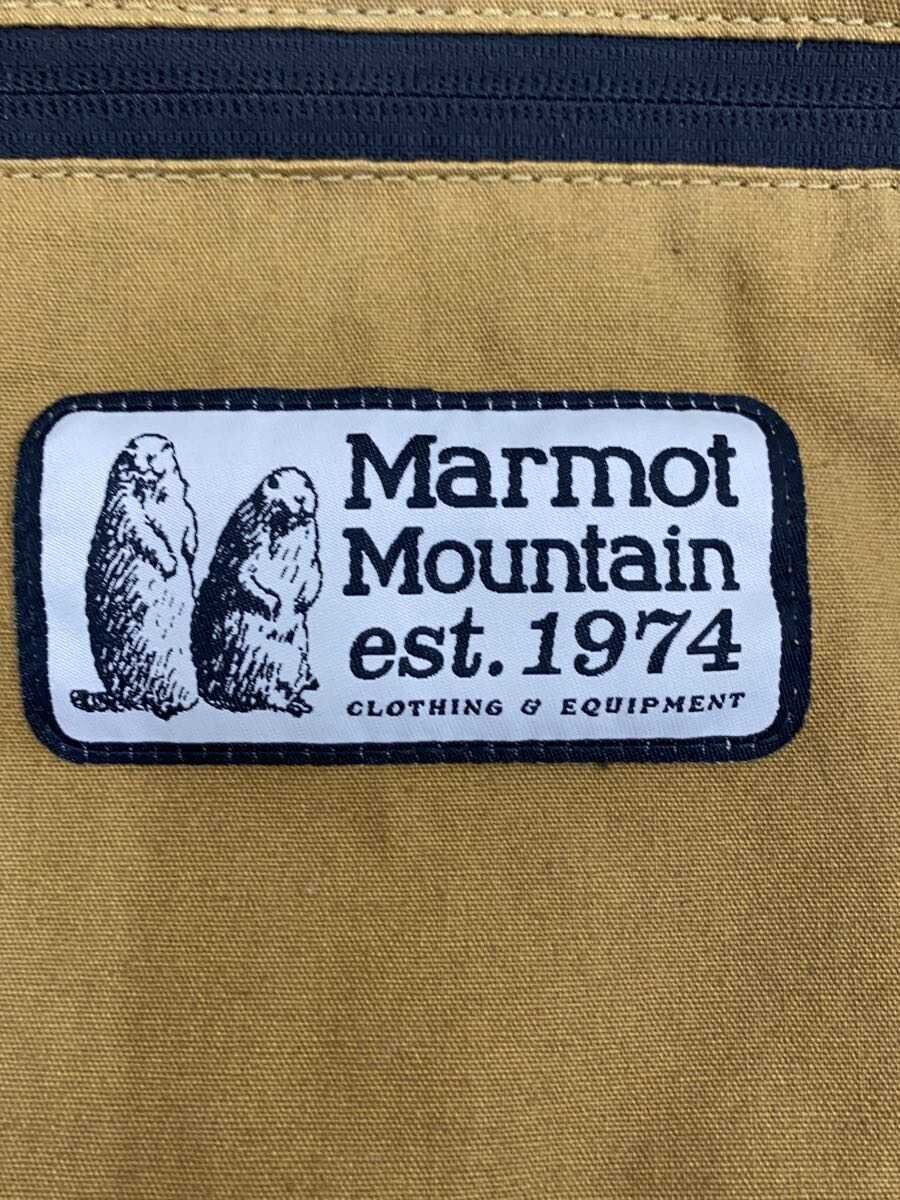 Marmot
Mountain
est. 1974
CLOTHING & EQUIPMENT